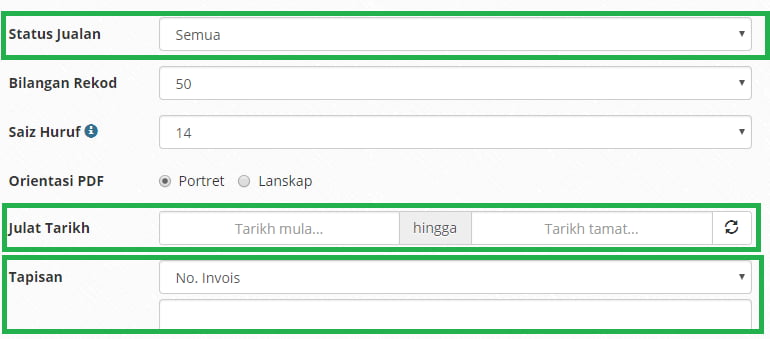 Status Jualan Semua
Bilangan Rekod 50
Saiz Huruf 14
Orientasi PDF Portret Lanskap
Julat Tarikh Tarikh mula... hingga Tarikh tamat...
Tapisan No. Invois